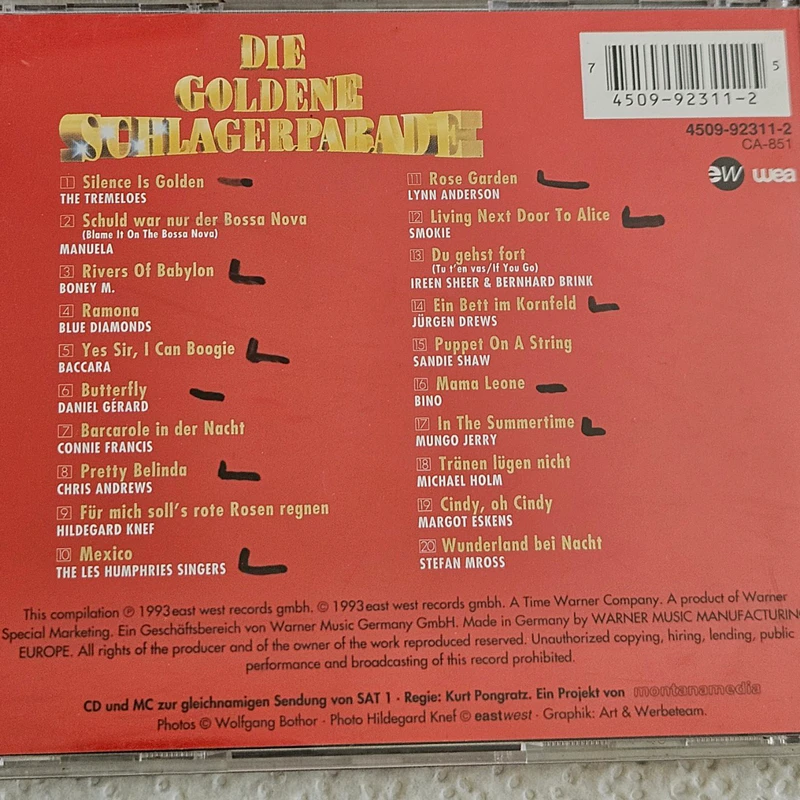 DIE
GOLDENE
SCHLAGERPARADE
7 5
4509-92311-2
4509-92311-2
CA-851
ew wea
1 Silence Is Golden
THE TREMELOES
2 Schuld war nur der Bossa Nova
(Blame It On The Bossa Nova)
MANUELA
3 Rivers Of Babylon
BONEY M.
4 Ramona
BLUE DIAMONDS
5 Yes Sir, I Can Boogie
BACCARA
6 Butterfly
DANIEL GÉRARD
7 Barcarole in der Nacht
CONNIE FRANCIS
8 Pretty Belinda
CHRIS ANDREWS
9 Für mich soll's rote Rosen regnen
HILDEGARD KNEF
10 Mexico
THE LES HUMPHRIES SINGERS
11 Rose Garden
LYNN ANDERSON
12 Living Next Door To Alice
SMOKIE
13 Du gehst fort
(Tu t'en vas/If You Go)
IREEN SHEER & BERNHARD BRINK
14 Ein Bett im Kornfeld
JÜRGEN DREWS
15 Puppet On A String
SANDIE SHAW
16 Mama Leone
BINO
17 In The Summertime
MUNGO JERRY
18 Tränen lügen nicht
MICHAEL HOLM
19 Cindy, oh Cindy
MARGOT ESKENS
20 Wunderland bei Nacht
STEFAN MROSS
This compilation ℗ 1993 east west records gmbh. © 1993 east west records gmbh. A Time Warner Company. A product of Warner
Special Marketing. Ein Geschäftsbereich von Warner Music Germany GmbH. Made in Germany by WARNER MUSIC MANUFACTURING
EUROPE. All rights of the producer and of the owner of the work reproduced reserved. Unauthorized copying, hiring, lending, public
performance and broadcasting of this record prohibited.
CD und MC zur gleichnamigen Sendung von SAT 1 · Regie: Kurt Pongratz. Ein Projekt von montanamedia
Photos © Wolfgang Bothor · Photo Hildegard Knef © eastwest · Graphik: Art & Werbeteam.